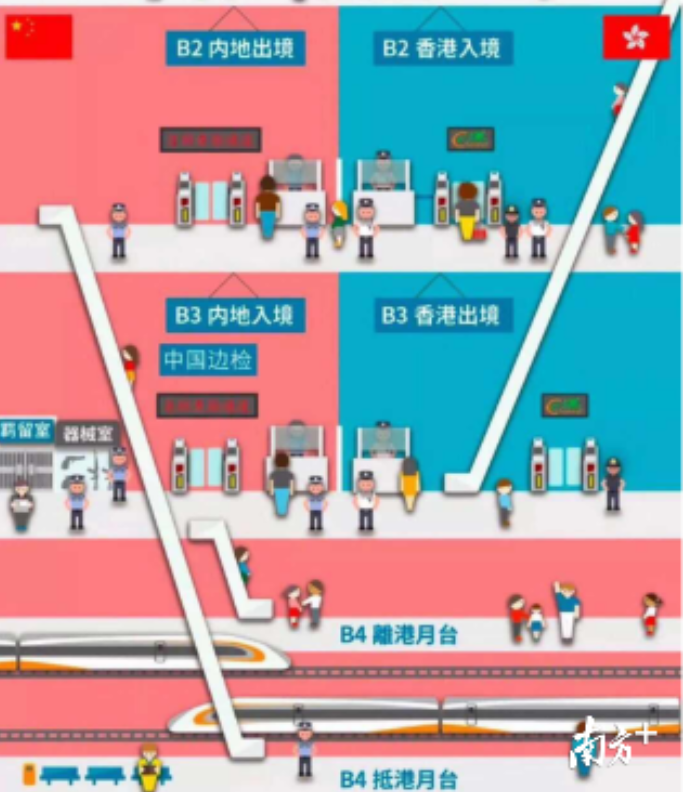 B2 内地出境
B2 香港入境
B3 内地入境
B3 香港出境
中国边检
羁留室
器械室
B4 離港月台
南方+
B4 抵港月台